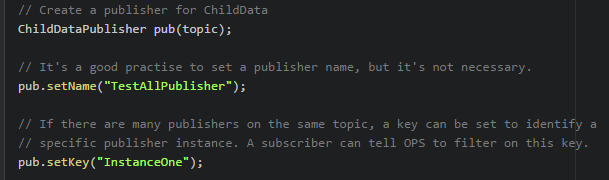 // Create a publisher for ChildData
ChildDataPublisher pub(topic);
// It's a good practise to set a publisher name, but it's not necessary.
pub.setName("TestAllPublisher");
// If there are many publishers on the same topic, a key can be set to identify a
// specific publisher instance. A subscriber can tell OPS to filter on this key.
pub.setKey("InstanceOne");